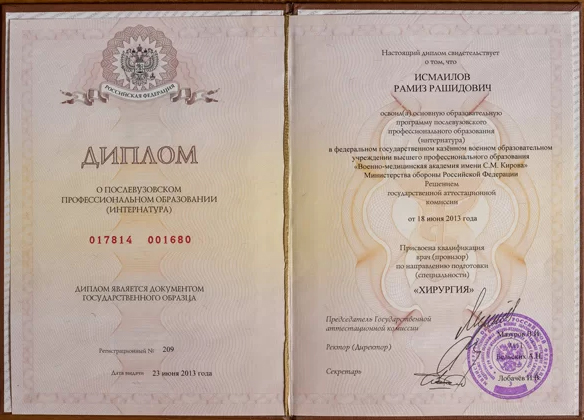 РОССИЙСКАЯ ФЕДЕРАЦИЯ
ДИПЛОМ
О ПОСЛЕВУЗОВСКОМ
ПРОФЕССИОНАЛЬНОМ ОБРАЗОВАНИИ
(ИНТЕРНАТУРА)
017814 001680
ДИПЛОМ ЯВЛЯЕТСЯ ДОКУМЕНТОМ
ГОСУДАРСТВЕННОГО ОБРАЗЦА
Регистрационный № 209
Дата выдачи 23 июня 2013 года
Настоящий диплом свидетельствует
о том, что
ИСМАИЛОВ
РАМИЗ РАШИДОВИЧ
освоил(а) основную образовательную
программу послевузовского
профессионального образования
(интернатура)
в федеральном государственном казённом военном образовательном
учреждении высшего профессионального образования
«Военно-медицинская академия имени С.М. Кирова»
Министерства обороны Российской Федерации
Решением
государственной аттестационной
комиссии
от 18 июня 2013 года
Присвоена квалификация
врач (провизор)
по направлению подготовки
(специальности)
«ХИРУРГИЯ»
Председатель Государственной
аттестационной комиссии
Мазуров В.И.
Ректор (Директор)
Бельских А.Н.
Секретарь
Лобачёв И.В.